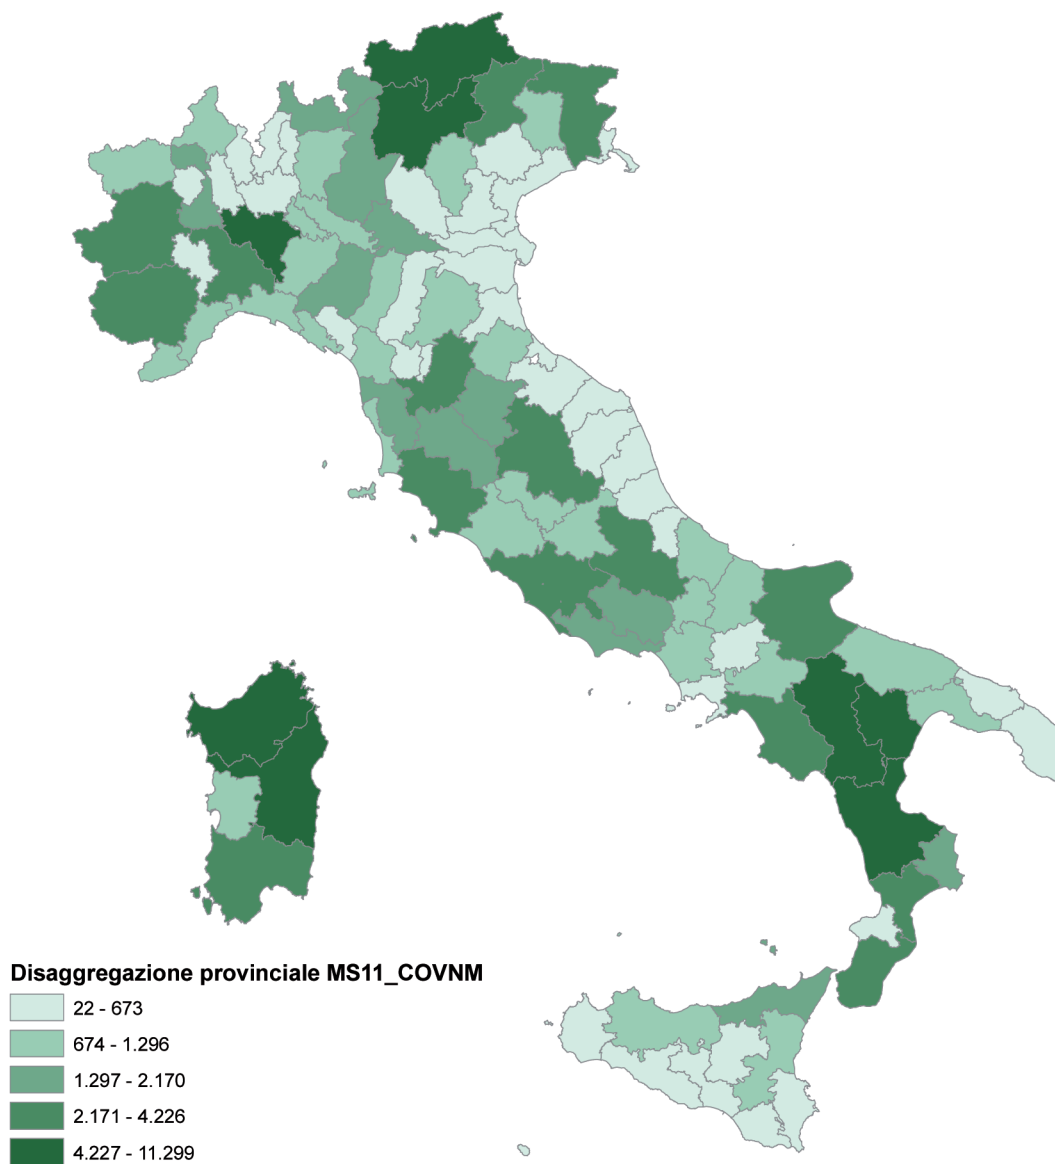 Disaggregazione provinciale MS11_COVNM
22 - 673
674 - 1.296
1.297 - 2.170
2.171 - 4.226
4.227 - 11.299